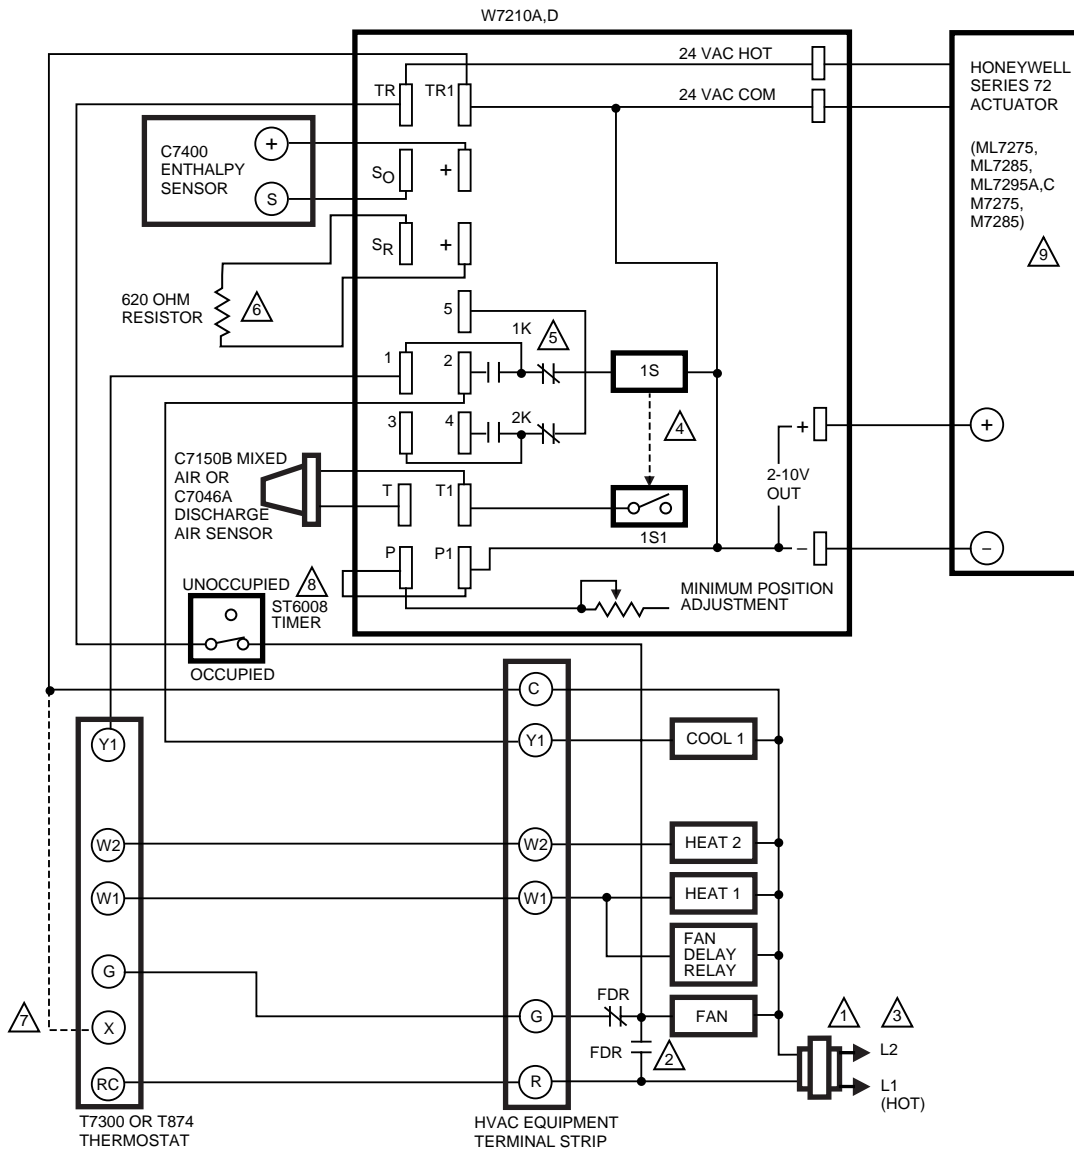 W7210A,D
24 VAC HOT
24 VAC COM
HONEYWELL
SERIES 72
ACTUATOR
(ML7275,
ML7285,
ML7295A,C
M7275,
M7285)
9
TR
TR1
C7400
ENTHALPY
SENSOR
+
S
SO
+
SR
+
620 OHM
RESISTOR
6
5
1K
5
1
2
1S
3
4
2K
4
+
+
2-10V
OUT
C7150B MIXED
AIR OR
C7046A
DISCHARGE
AIR SENSOR
T
T1
1S1
P
P1
–
–
UNOCCUPIED
8
ST6008
TIMER
OCCUPIED
MINIMUM POSITION
ADJUSTMENT
C
Y1
Y1
COOL 1
W2
W2
HEAT 2
W1
W1
HEAT 1
FAN
DELAY
RELAY
G
FDR
G
FAN
7
X
FDR
2
1
3
L2
RC
R
L1
(HOT)
T7300 OR T874
THERMOSTAT
HVAC EQUIPMENT
TERMINAL STRIP